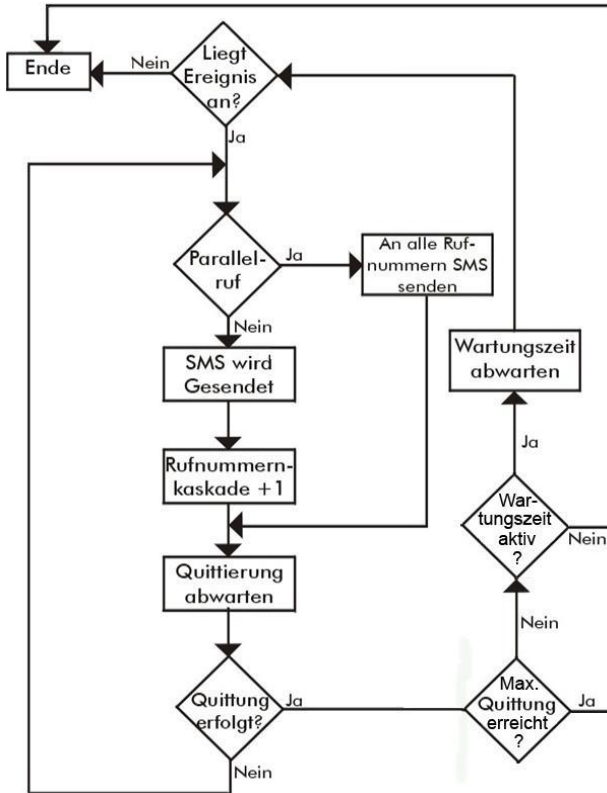 Ende
Nein
Liegt
Ereignis
an?
Ja
Parallel-
ruf
Ja
An alle Ruf-
nummern SMS
senden
Nein
SMS wird
Gesendet
Wartungszeit
abwarten
Ja
Rufnummern-
kaskade +1
War-
tungszeit
aktiv
?
Nein
Quittierung
abwarten
Nein
Quittung
erfolgt?
Ja
Max.
Quittung
erreicht
?
Ja
Nein